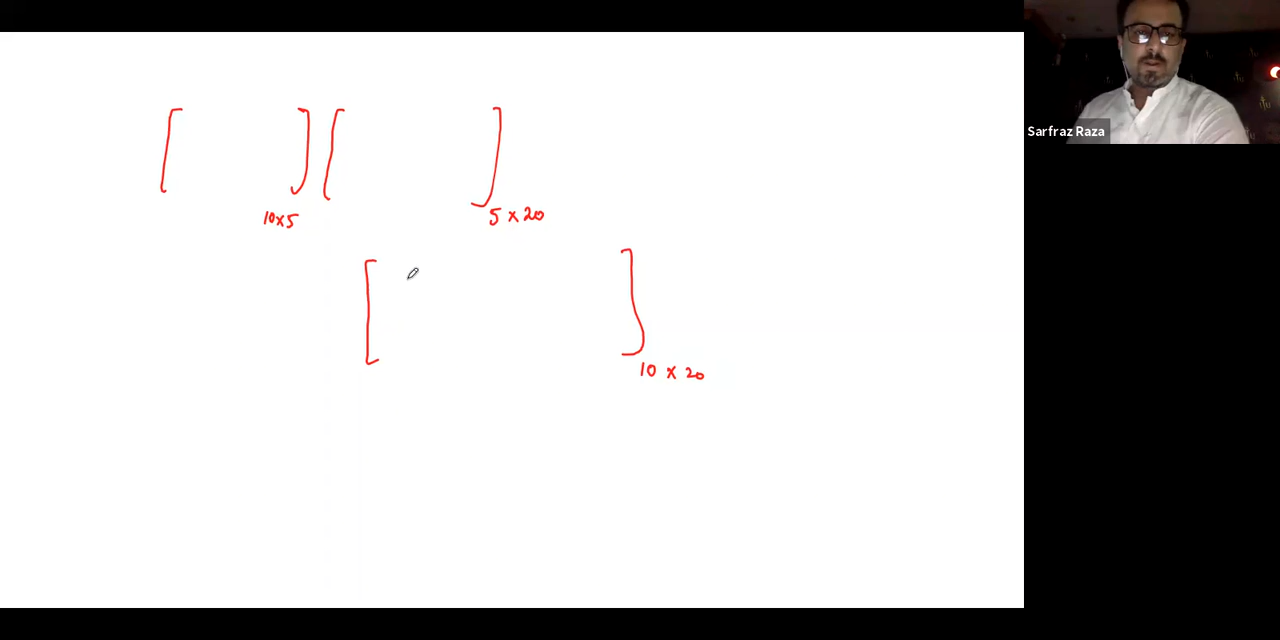 [ ] [ ]
10x5 5 x 20
[ ]
10 x 20
Sarfraz Raza